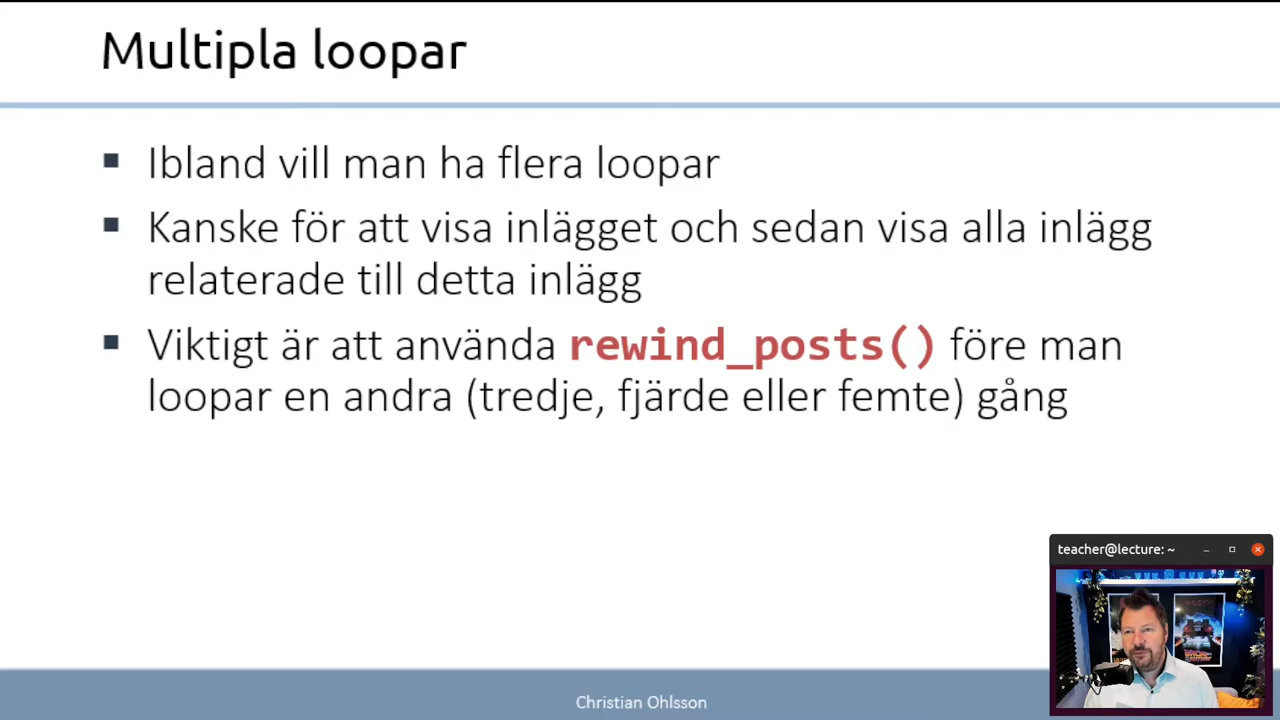 Multipla loopar
Ibland vill man ha flera loopar
Kanske för att visa inlägget och sedan visa alla inlägg
relaterade till detta inlägg
Viktigt är att använda rewind_posts() före man
loopar en andra (tredje, fjärde eller femte) gång
teacher@lecture: ~
Christian Ohlsson